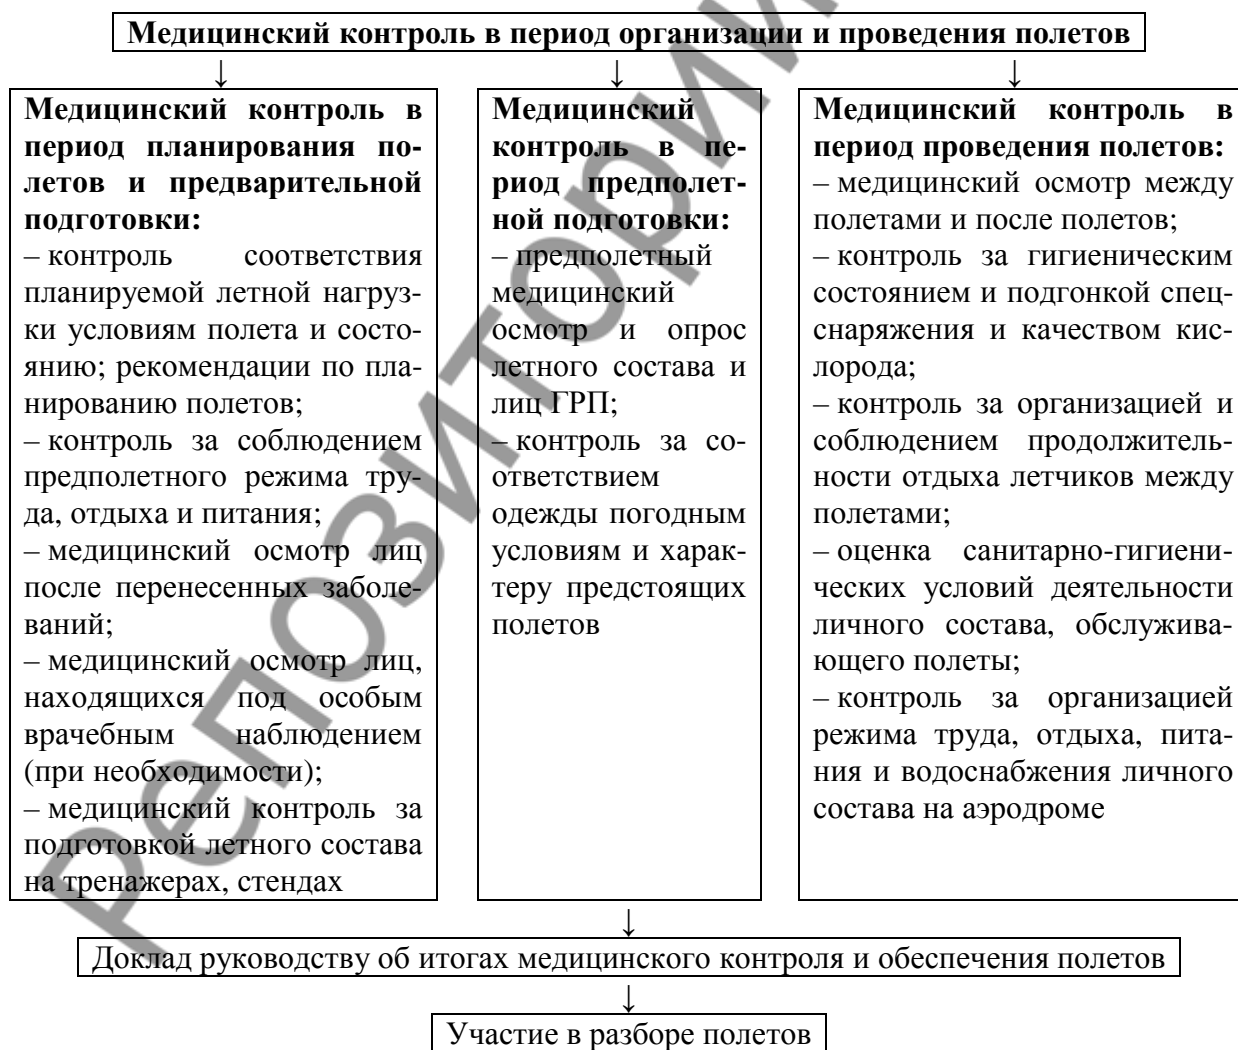 Медицинский контроль в период организации и проведения полетов
↓ ↓ ↓
Медицинский контроль в
период планирования по-
летов и предварительной
подготовки:
– контроль соответствия
планируемой летной нагруз-
ки условиям полета и состо-
янию; рекомендации по пла-
нированию полетов;
– контроль за соблюдением
предполетного режима тру-
да, отдыха и питания;
– медицинский осмотр лиц
после перенесенных заболе-
ваний;
– медицинский осмотр лиц,
находящихся под особым
врачебным наблюдением
(при необходимости);
– медицинский контроль за
подготовкой летного состава
на тренажерах, стендах
Медицинский
контроль в пе-
риод предполет-
ной подготовки:
– предполетный
медицинский
осмотр и опрос
летного состава и
лиц ГРП;
– контроль за со-
ответствием
одежды погодным
условиям и харак-
теру предстоящих
полетов
Медицинский контроль в
период проведения полетов:
– медицинский осмотр между
полетами и после полетов;
– контроль за гигиеническим
состоянием и подгонкой спец-
снаряжения и качеством кис-
лорода;
– контроль за организацией и
соблюдением продолжитель-
ности отдыха летчиков между
полетами;
– оценка санитарно-гигиени-
ческих условий деятельности
личного состава, обслужива-
ющего полеты;
– контроль за организацией
режима труда, отдыха, пита-
ния и водоснабжения личного
состава на аэродроме
↓
Доклад руководству об итогах медицинского контроля и обеспечения полетов
↓
Участие в разборе полетов
Репозитории